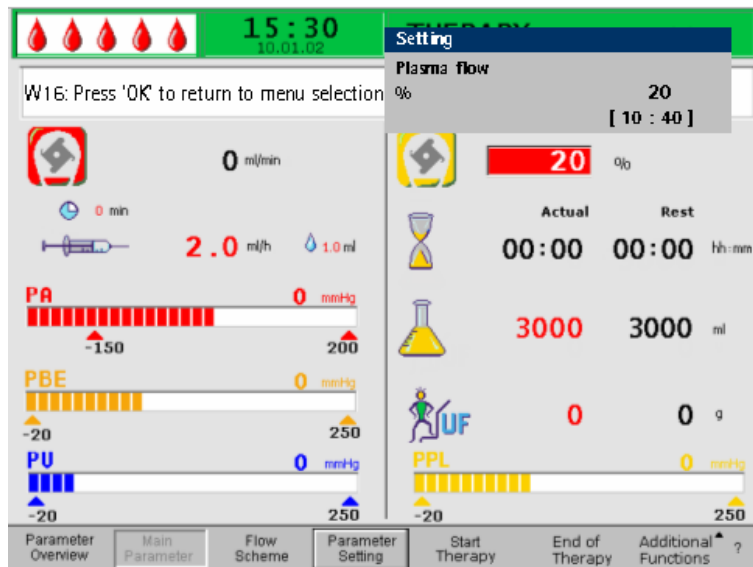 15:30
10.01.02
THERAPY
Setting
Plasma flow
% 20
[ 10 : 40 ]
W16: Press 'OK' to return to menu selection
0 ml/min
20 %
0 min
2.0 ml/h 1.0 ml
Actual Rest
00:00 00:00 hh:mm
PA 0 mmHg
-150 200
3000 3000 ml
PBE 0 mmHg
-20 250
UF 0 0 g
PV 0 mmHg
-20 250
PPL 0 mmHg
-20 250
Parameter Overview
Main Parameter
Flow Scheme
Parameter Setting
Start Therapy
End of Therapy
Additional Functions
?